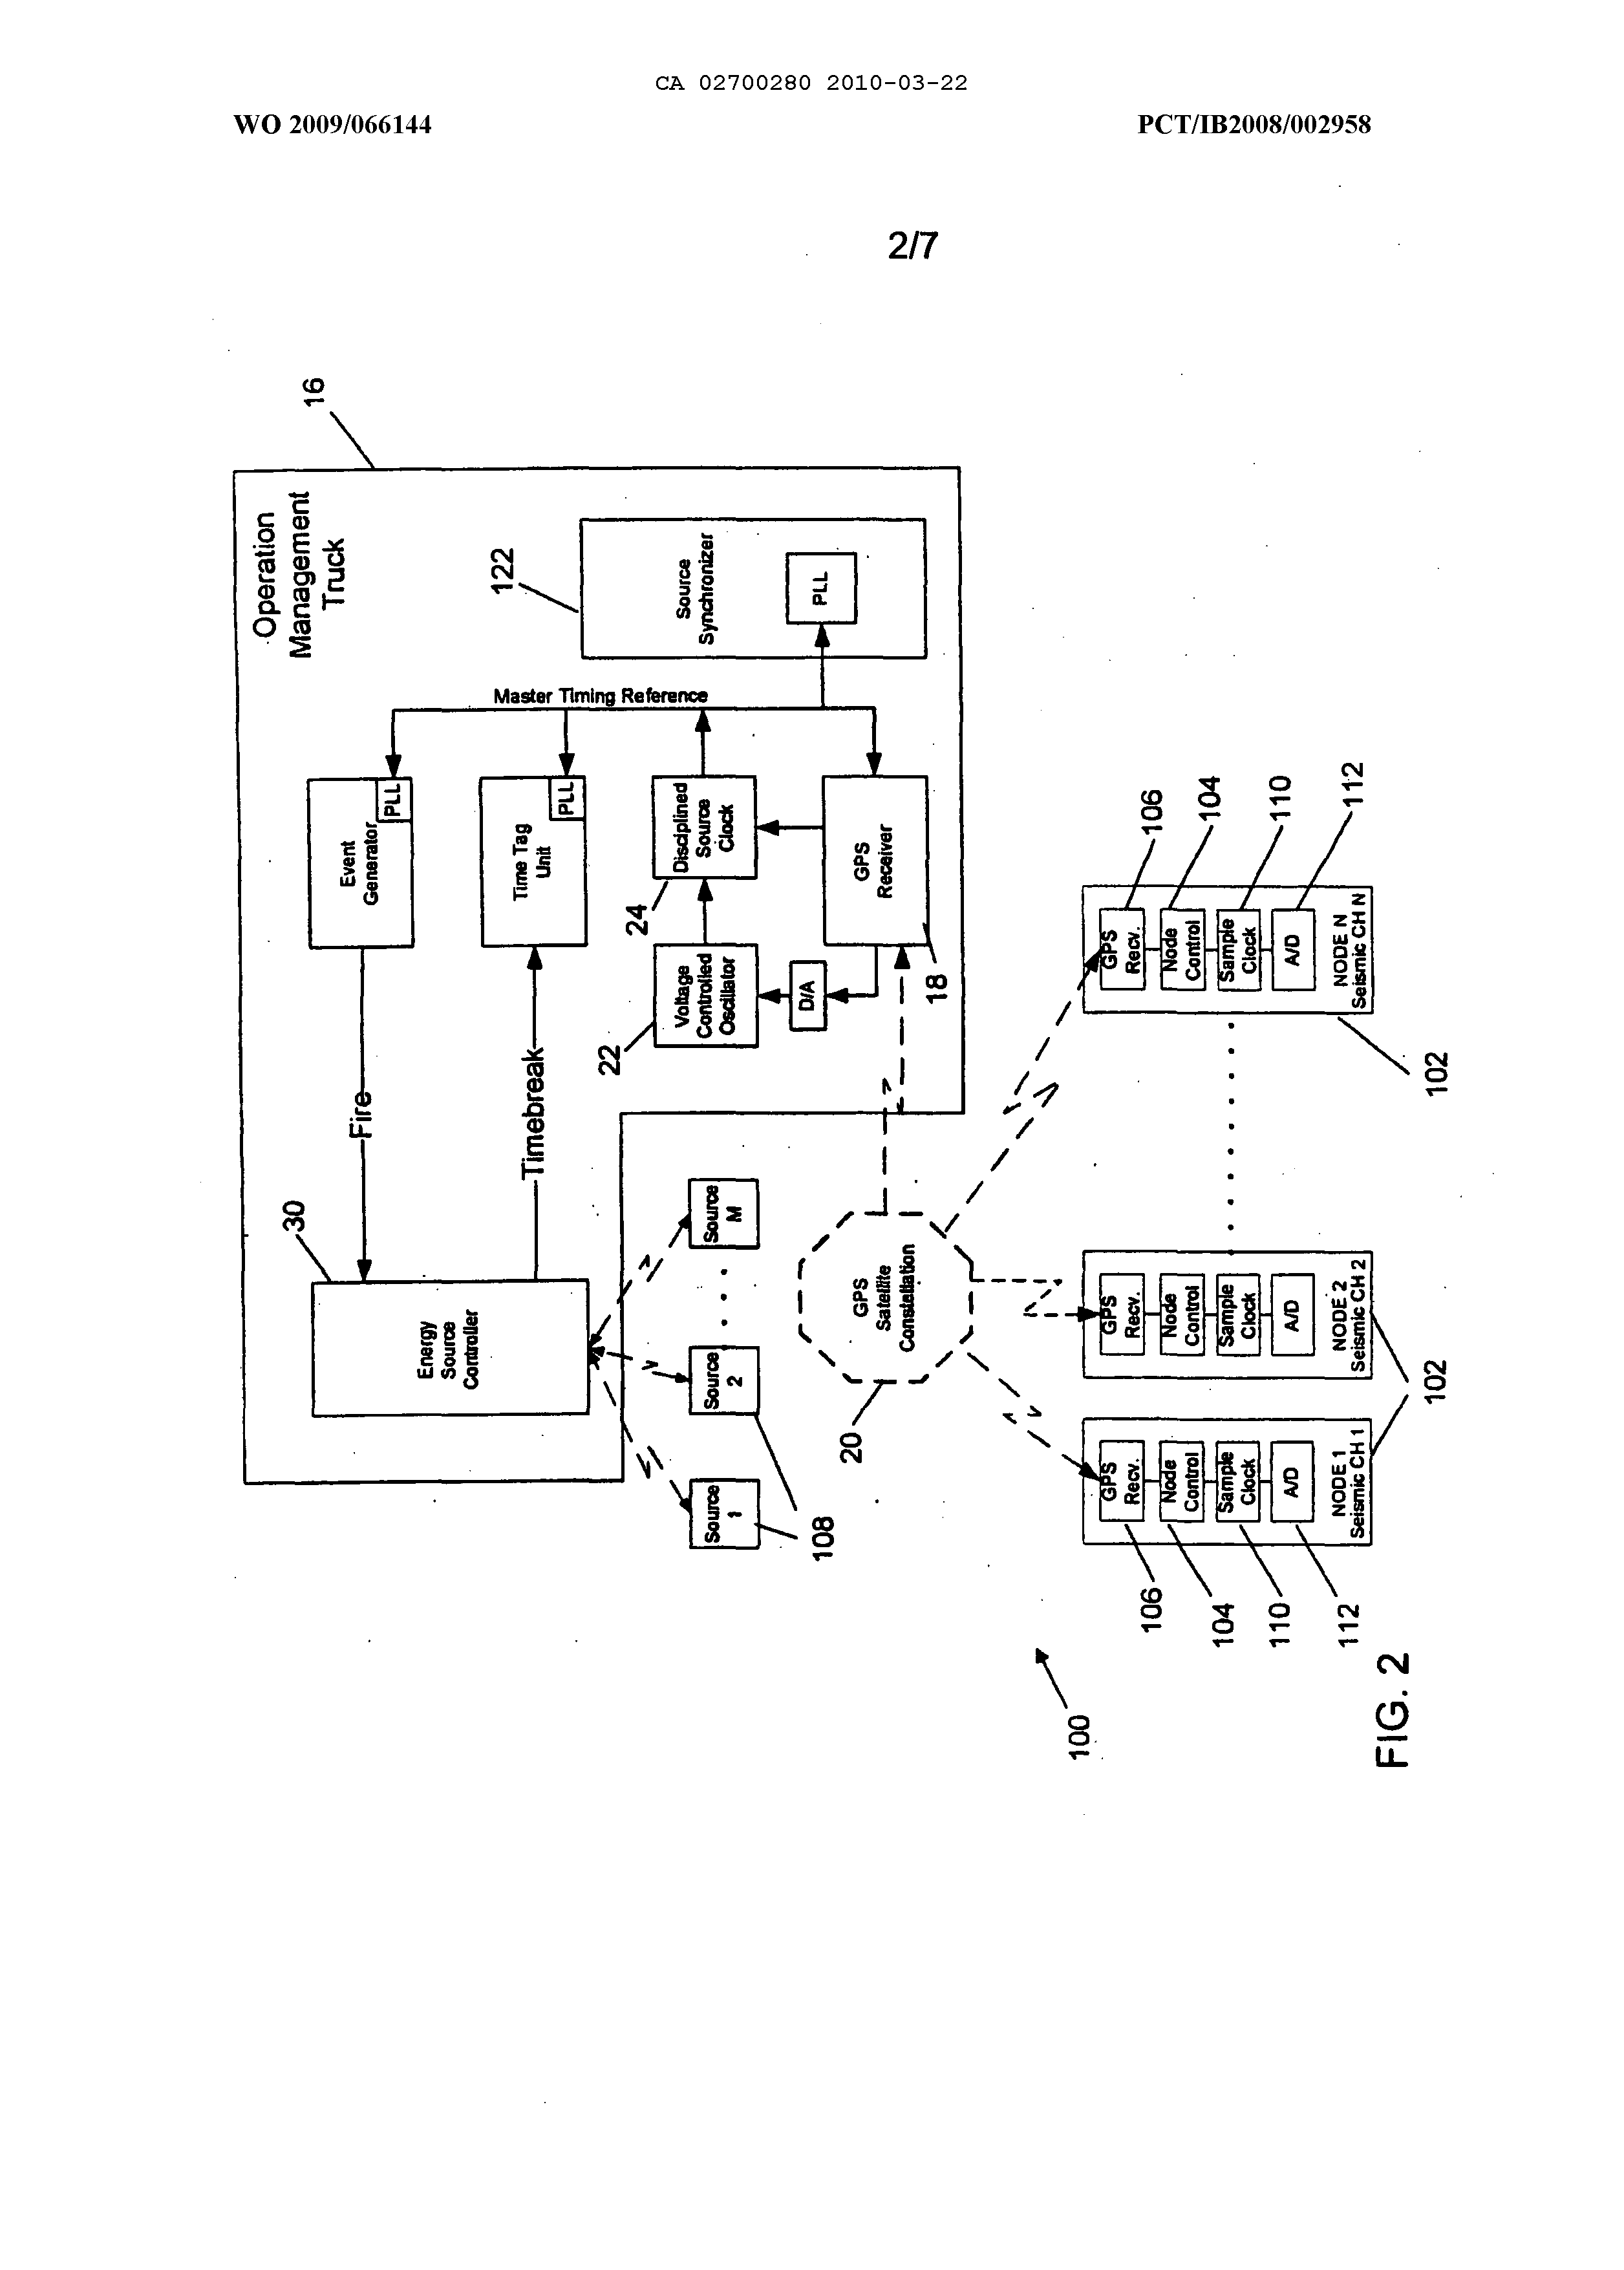 CA 02700280 2010-03-22
WO 2009/066144
PCT/IB2008/002958
2/7
16
Operation
Management
Truck
122
Source
Synchronizer
PLL
Master Timing Reference
Event
Generator
PLL
Time Tag
Unit
PLL
Disciplined
Source
Clock
24
GPS
Receiver
18
Voltage
Controlled
Oscillator
22
D/A
Fire
Timebreak
30
Energy
Source
Controller
Source
1
Source
2
Source
M
108
GPS
Satellite
Constellation
20
GPS
Recv.
Node
Control
Sample
Clock
A/D
NODE 1
Seismic CH 1
106
104
110
112
GPS
Recv.
Node
Control
Sample
Clock
A/D
NODE 2
Seismic CH 2
102
GPS
Recv.
Node
Control
Sample
Clock
A/D
NODE N
Seismic CH N
106
104
110
112
102
100
FIG. 2